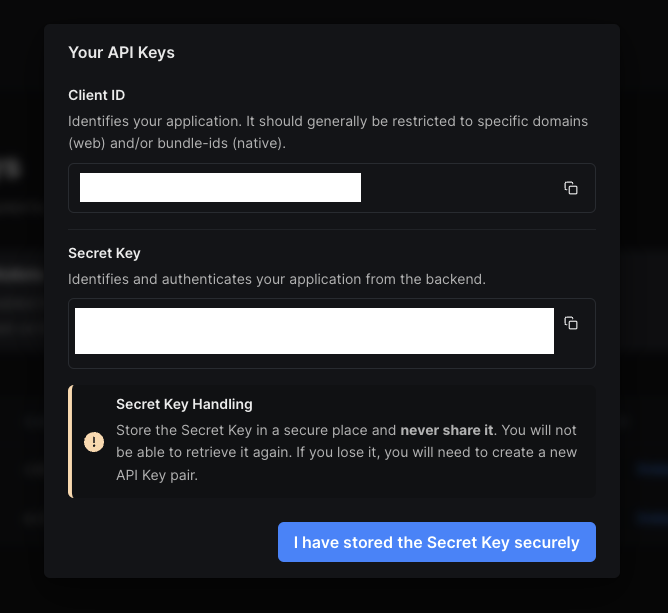 Your API Keys
Client ID
Identifies your application. It should generally be restricted to specific domains
(web) and/or bundle-ids (native).
Secret Key
Identifies and authenticates your application from the backend.
Secret Key Handling
Store the Secret Key in a secure place and never share it. You will not
be able to retrieve it again. If you lose it, you will need to create a new
API Key pair.
I have stored the Secret Key securely